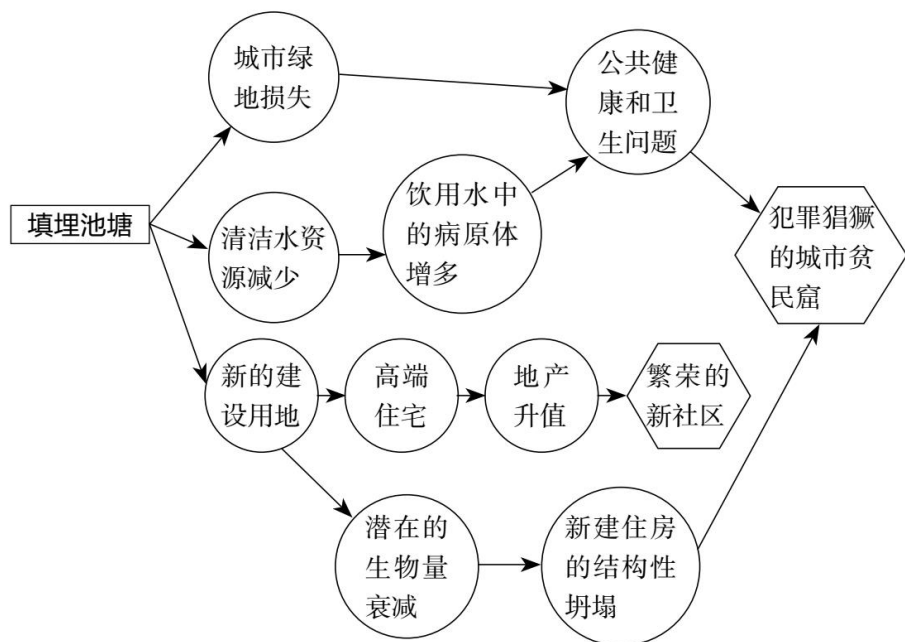 城市绿
地损失
公共健
康和卫
生问题
填埋池塘
清洁水资
源减少
饮用水中
的病原体
增多
犯罪猖獗
的城市贫
民窟
新的建
设用地
高端
住宅
地产
升值
繁荣的
新社区
潜在的
生物量
衰减
新建住房
的结构性
坍塌